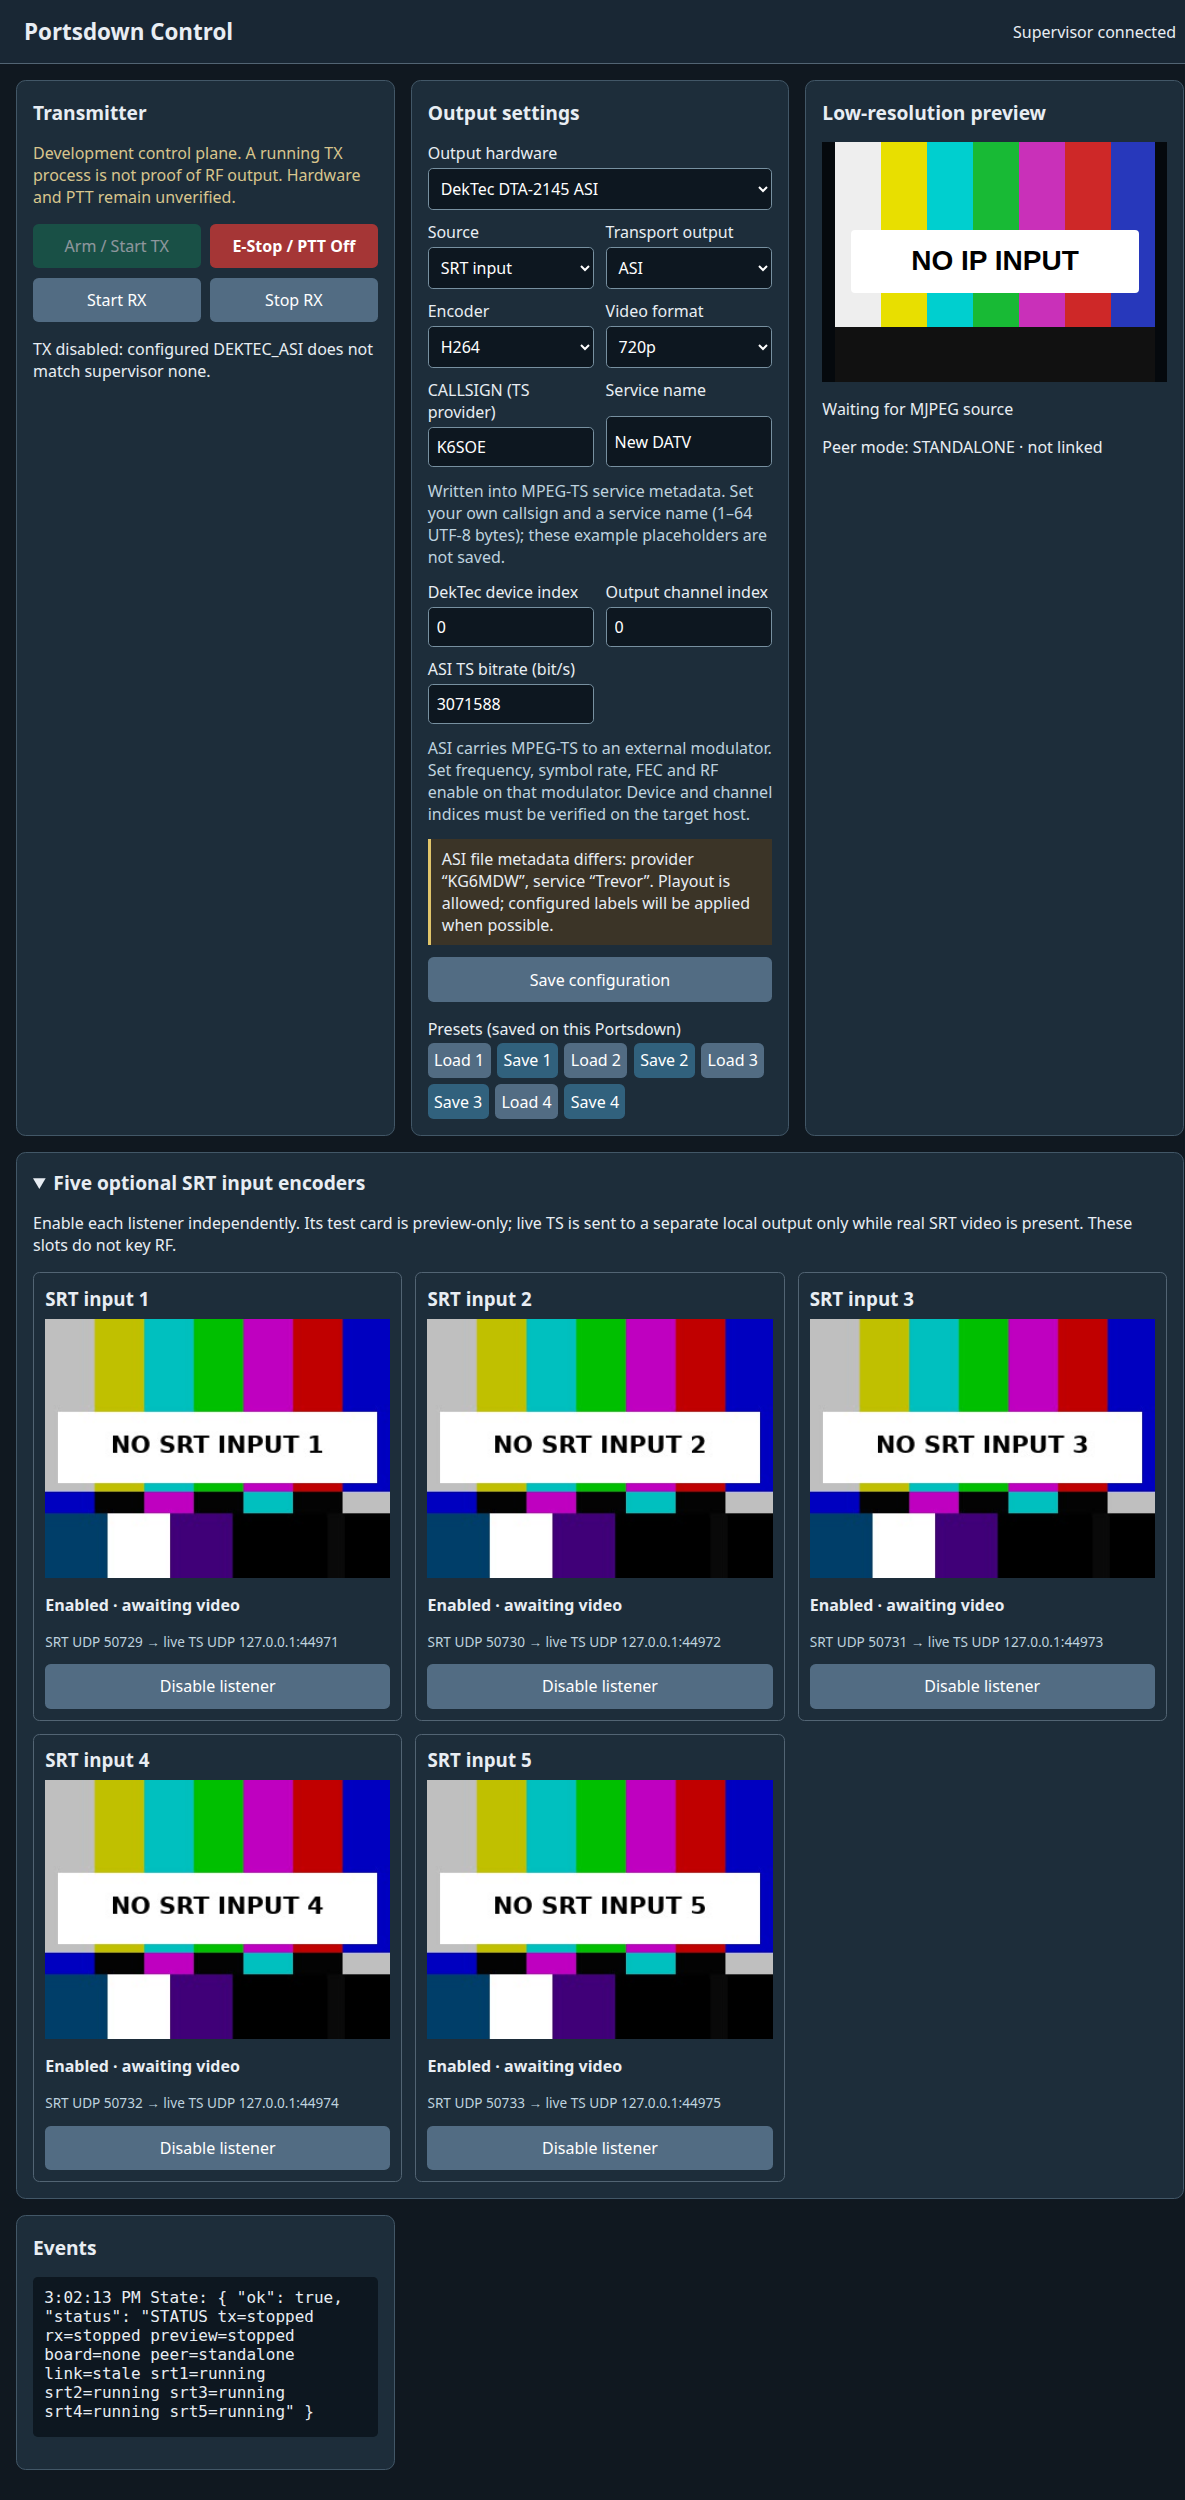 Portsdown Control
Supervisor connected
Transmitter
Development control plane. A running TX
process is not proof of RF output. Hardware
and PTT remain unverified.
Arm / Start TX
E-Stop / PTT Off
Start RX
Stop RX
TX disabled: configured DEKTEC_ASI does not
match supervisor none.
Output settings
Output hardware
DekTec DTA-2145 ASI
Source
Transport output
SRT input
ASI
Encoder
Video format
H264
720p
CALLSIGN (TS
provider)
Service name
K6SOE
New DATV
Written into MPEG-TS service metadata. Set
your own callsign and a service name (1–64
UTF-8 bytes); these example placeholders are
not saved.
DekTec device index
Output channel index
0
0
ASI TS bitrate (bit/s)
3071588
ASI carries MPEG-TS to an external modulator.
Set frequency, symbol rate, FEC and RF
enable on that modulator. Device and channel
indices must be verified on the target host.
ASI file metadata differs: provider
“KG6MDW”, service “Trevor”. Playout is
allowed; configured labels will be applied
when possible.
Save configuration
Presets (saved on this Portsdown)
Load 1
Save 1
Load 2
Save 2
Load 3
Save 3
Load 4
Save 4
Low-resolution preview
NO IP INPUT
Waiting for MJPEG source
Peer mode: STANDALONE · not linked
▼ Five optional SRT input encoders
Enable each listener independently. Its test card is preview-only; live TS is sent to a separate local output only while real SRT video is present. These
slots do not key RF.
SRT input 1
NO SRT INPUT 1
Enabled · awaiting video
SRT UDP 50729 → live TS UDP 127.0.0.1:44971
Disable listener
SRT input 2
NO SRT INPUT 2
Enabled · awaiting video
SRT UDP 50730 → live TS UDP 127.0.0.1:44972
Disable listener
SRT input 3
NO SRT INPUT 3
Enabled · awaiting video
SRT UDP 50731 → live TS UDP 127.0.0.1:44973
Disable listener
SRT input 4
NO SRT INPUT 4
Enabled · awaiting video
SRT UDP 50732 → live TS UDP 127.0.0.1:44974
Disable listener
SRT input 5
NO SRT INPUT 5
Enabled · awaiting video
SRT UDP 50733 → live TS UDP 127.0.0.1:44975
Disable listener
Events
3:02:13 PM State: { "ok": true,
"status": "STATUS tx=stopped
rx=stopped preview=stopped
board=none peer=standalone
link=stale srt1=running
srt2=running srt3=running
srt4=running srt5=running" }